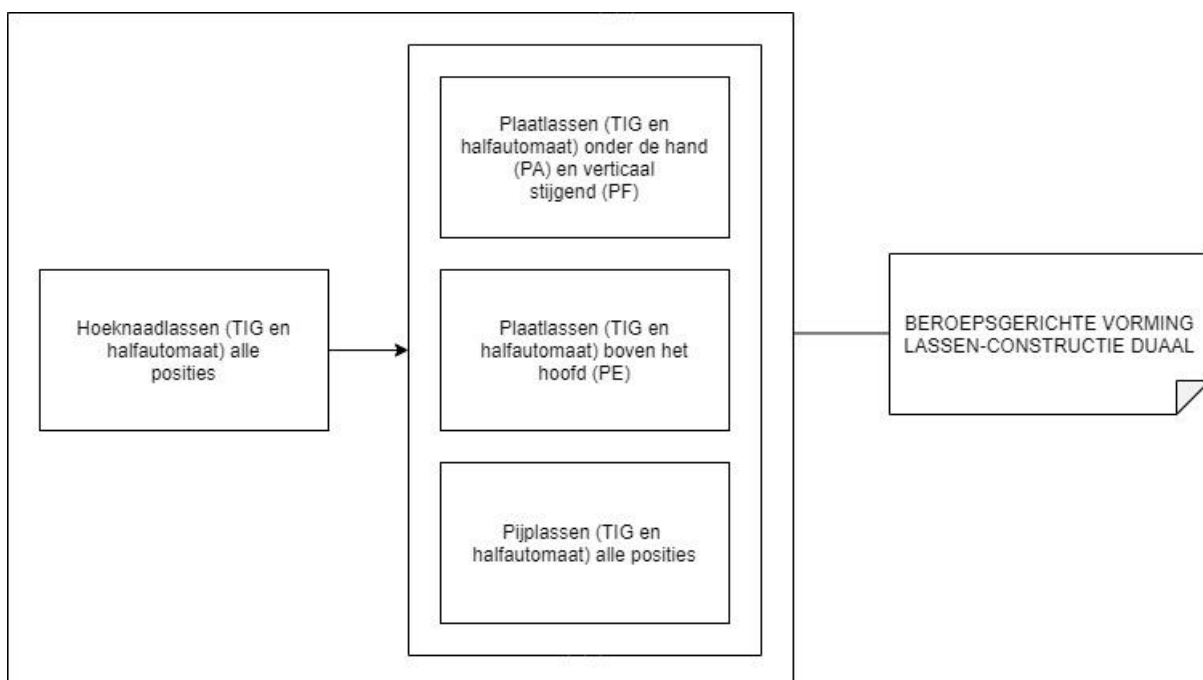 Plaatlassen (TIG en
halfautomaat) onder de hand
(PA) en verticaal
stijgend (PF)
Hoeknaadlassen (TIG en
halfautomaat) alle
posities
Plaatlassen (TIG en
halfautomaat) boven het
hoofd (PE)
BEROEPSGERICHTE VORMING
LASSEN-CONSTRUCTIE DUAAL
Pijplassen (TIG en
halfautomaat) alle posities